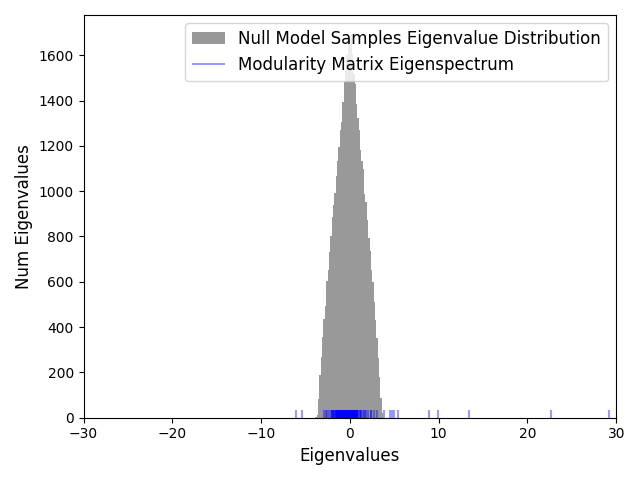 Null Model Samples Eigenvalue Distribution
Modularity Matrix Eigenspectrum
1600
1400
1200
1000
800
600
400
200
0
Num Eigenvalues
−30 −20 −10 0 10 20 30
Eigenvalues